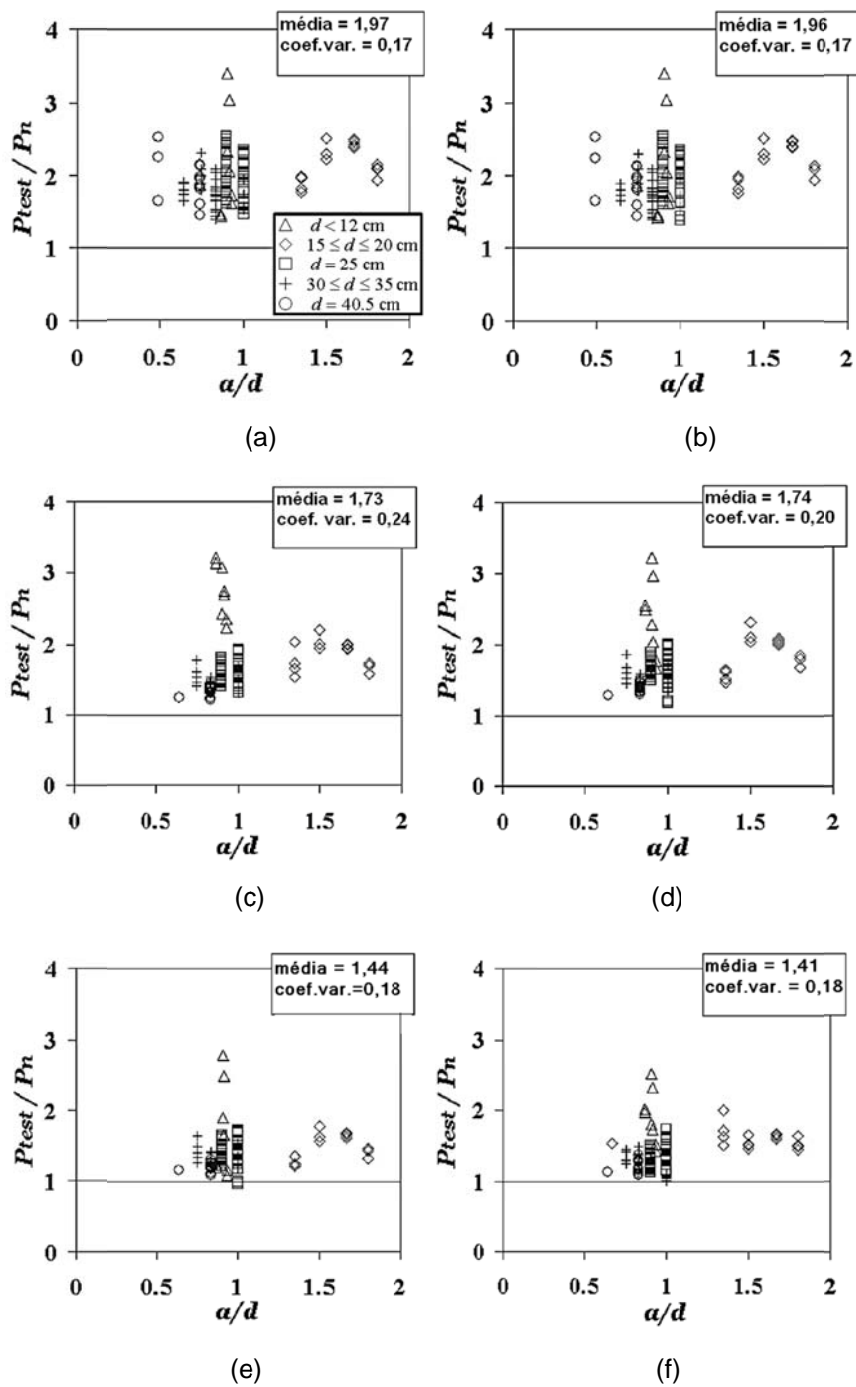 média = 1,97
coef.var. = 0,17
4
3
2
1
0
Ptest / Pn
△ d < 12 cm
◇ 15 ≤ d ≤ 20 cm
□ d = 25 cm
+ 30 ≤ d ≤ 35 cm
○ d = 40.5 cm
0 0.5 1 1.5 2
a/d
(a)
média = 1,96
coef.var. = 0,17
4
3
2
1
0
Ptest / Pn
0 0.5 1 1.5 2
a/d
(b)
média = 1,73
coef. var. = 0,24
4
3
2
1
0
Ptest / Pn
0 0.5 1 1.5 2
a/d
(c)
média = 1,74
coef.var. = 0,20
4
3
2
1
0
Ptest / Pn
0 0.5 1 1.5 2
a/d
(d)
média = 1,44
coef.var.=0,18
4
3
2
1
0
Ptest / Pn
0 0.5 1 1.5 2
a/d
(e)
média = 1,41
coef.var. = 0,18
4
3
2
1
0
Ptest / Pn
0 0.5 1 1.5 2
a/d
(f)